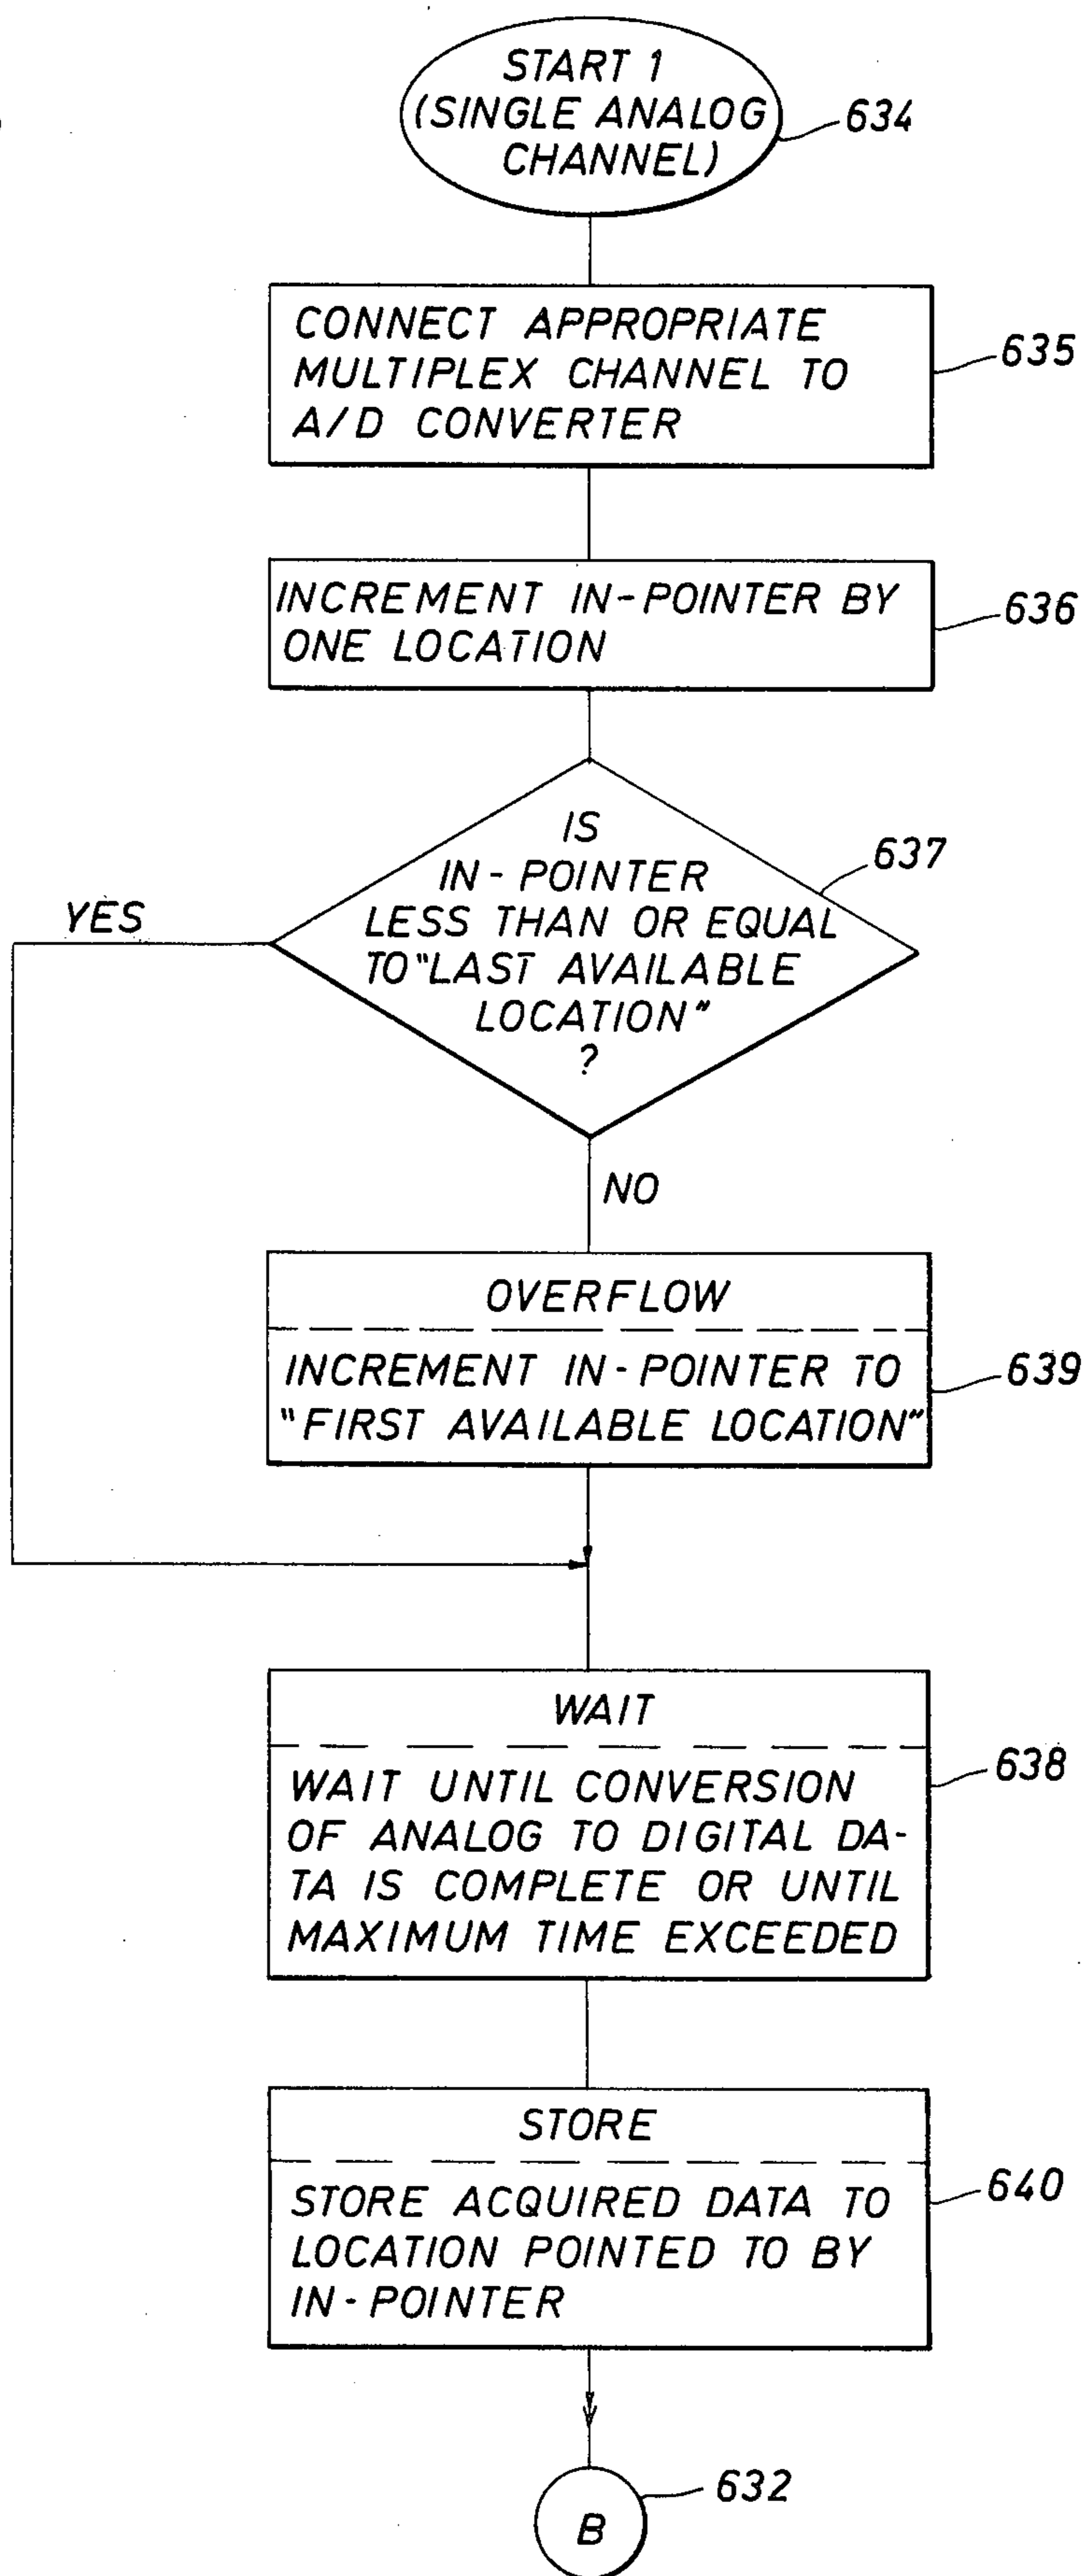 START 1
(SINGLE ANALOG
CHANNEL)
634
CONNECT APPROPRIATE
MULTIPLEX CHANNEL TO
A/D CONVERTER
635
INCREMENT IN-POINTER BY
ONE LOCATION
636
IS
IN-POINTER
LESS THAN OR EQUAL
TO "LAST AVAILABLE
LOCATION"
?
637
YES
NO
OVERFLOW
INCREMENT IN-POINTER TO
"FIRST AVAILABLE LOCATION"
639
WAIT
WAIT UNTIL CONVERSION
OF ANALOG TO DIGITAL DA-
TA IS COMPLETE OR UNTIL
MAXIMUM TIME EXCEEDED
638
STORE
STORE ACQUIRED DATA TO
LOCATION POINTED TO BY
IN-POINTER
640
B
632